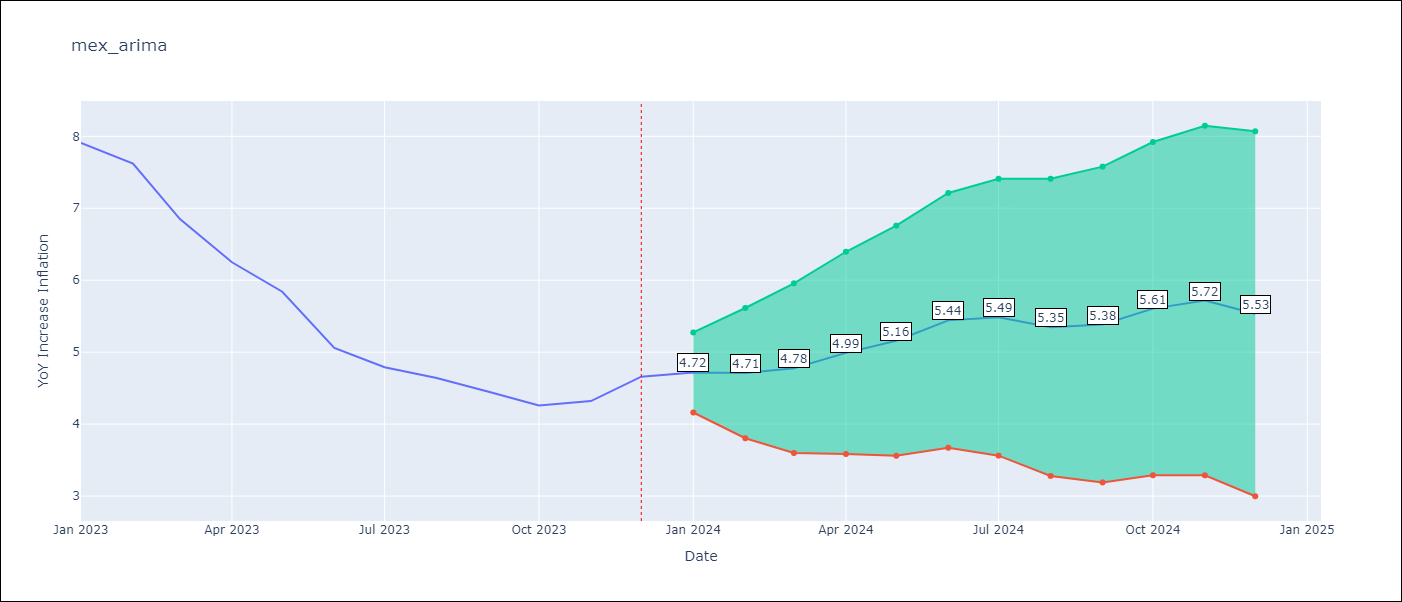 mex_arima
YoY Increase Inflation
8
7
6
5
4
3
4.72
4.71
4.78
4.99
5.16
5.44
5.49
5.35
5.38
5.61
5.72
5.53
Jan 2023
Apr 2023
Jul 2023
Oct 2023
Jan 2024
Apr 2024
Jul 2024
Oct 2024
Jan 2025
Date